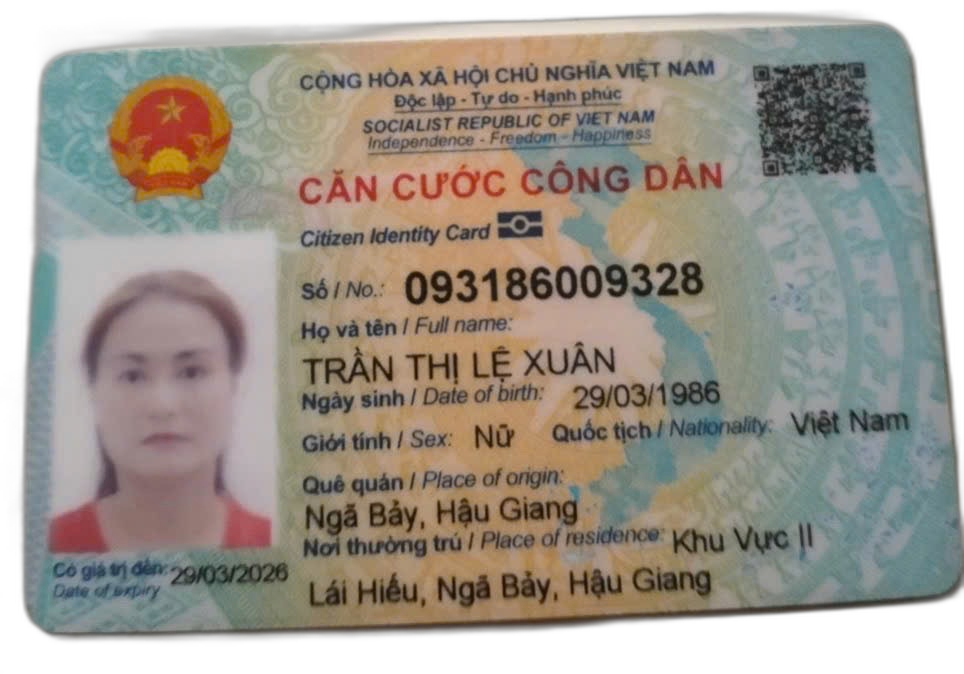 CỘNG HÒA XÃ HỘI CHỦ NGHĨA VIỆT NAM
Độc lập - Tự do - Hạnh phúc
SOCIALIST REPUBLIC OF VIET NAM
Independence - Freedom - Happiness
CĂN CƯỚC CÔNG DÂN
Citizen Identity Card
Số / No.: 093186009328
Họ và tên / Full name:
TRẦN THỊ LỆ XUÂN
Ngày sinh / Date of birth: 29/03/1986
Giới tính / Sex: Nữ Quốc tịch / Nationality: Việt Nam
Quê quán / Place of origin:
Ngã Bảy, Hậu Giang
Nơi thường trú / Place of residence: Khu Vực II
Lái Hiếu, Ngã Bảy, Hậu Giang
Có giá trị đến: 29/03/2026
Date of expiry